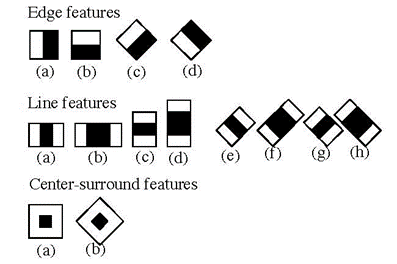 Edge features
(a) (b) (c) (d)
Line features
(a) (b) (c) (d) (e) (f) (g) (h)
Center-surround features
(a) (b)